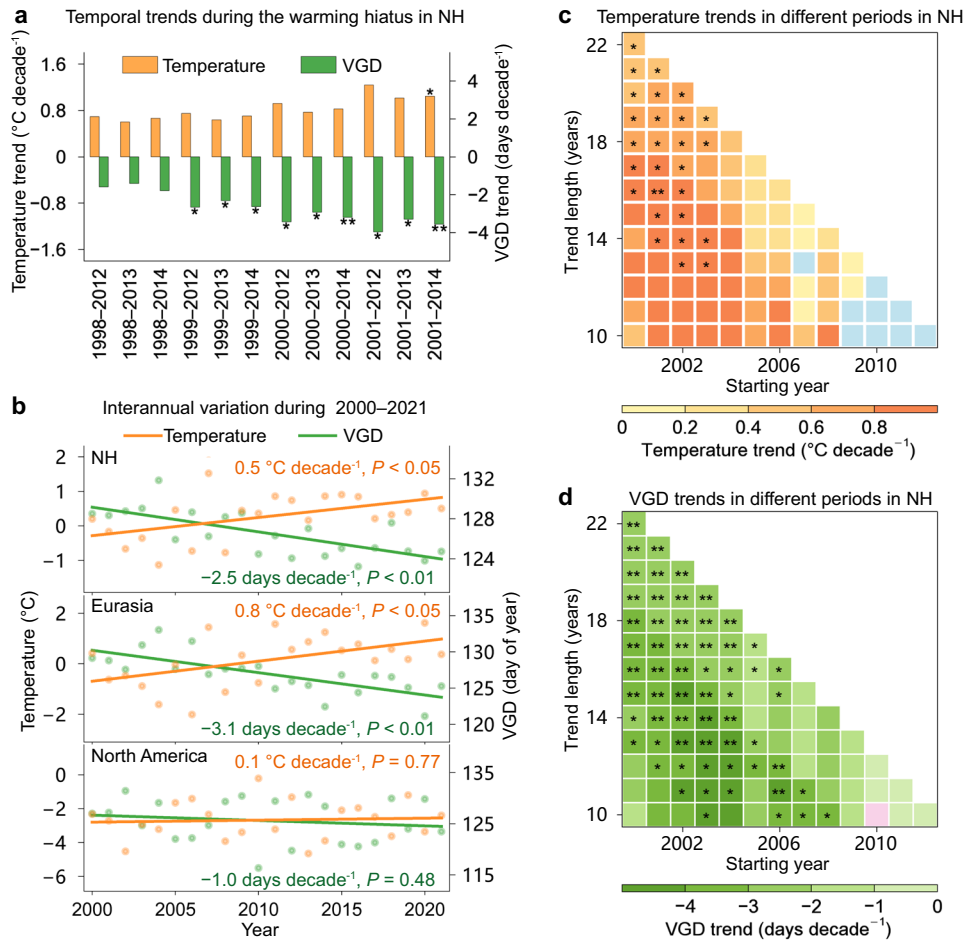 a Temporal trends during the warming hiatus in NH
Temperature trend (°C decade⁻¹)
1.6
0.8
0
−0.8
−1.6
Temperature VGD
4
2
0
−2
−4
VGD trend (days decade⁻¹)
* * * * * * ** * * * **
1998–2012
1998–2013
1998–2014
1999–2012
1999–2013
1999–2014
2000–2012
2000–2013
2000–2014
2001–2012
2001–2013
2001–2014
b Interannual variation during 2000–2021
Temperature VGD
Temperature (°C)
VGD (day of year)
NH
0.5 °C decade⁻¹, P < 0.05
−2.5 days decade⁻¹, P < 0.01
2
1
0
−1
132
128
124
Eurasia
0.8 °C decade⁻¹, P < 0.05
−3.1 days decade⁻¹, P < 0.01
2
0
−2
135
130
125
120
North America
0.1 °C decade⁻¹, P = 0.77
−1.0 days decade⁻¹, P = 0.48
0
−2
−4
−6
135
125
115
2000 2005 2010 2015 2020
Year
c Temperature trends in different periods in NH
Trend length (years)
22
18
14
10
*
* *
* * *
* * * *
* * * *
* * *
* ** *
* * *
* * *
* *
2002 2006 2010
Starting year
0 0.2 0.4 0.6 0.8
Temperature trend (°C decade⁻¹)
d VGD trends in different periods in NH
Trend length (years)
22
18
14
10
**
** **
** ** **
** ** ** **
** ** ** ** **
** ** ** ** ** *
** ** ** * * * *
** ** ** ** *
* ** ** ** **
* * ** ** ** *
* * * * * **
* * * ** *
* * * *
2002 2006 2010
Starting year
−4 −3 −2 −1 0
VGD trend (days decade⁻¹)